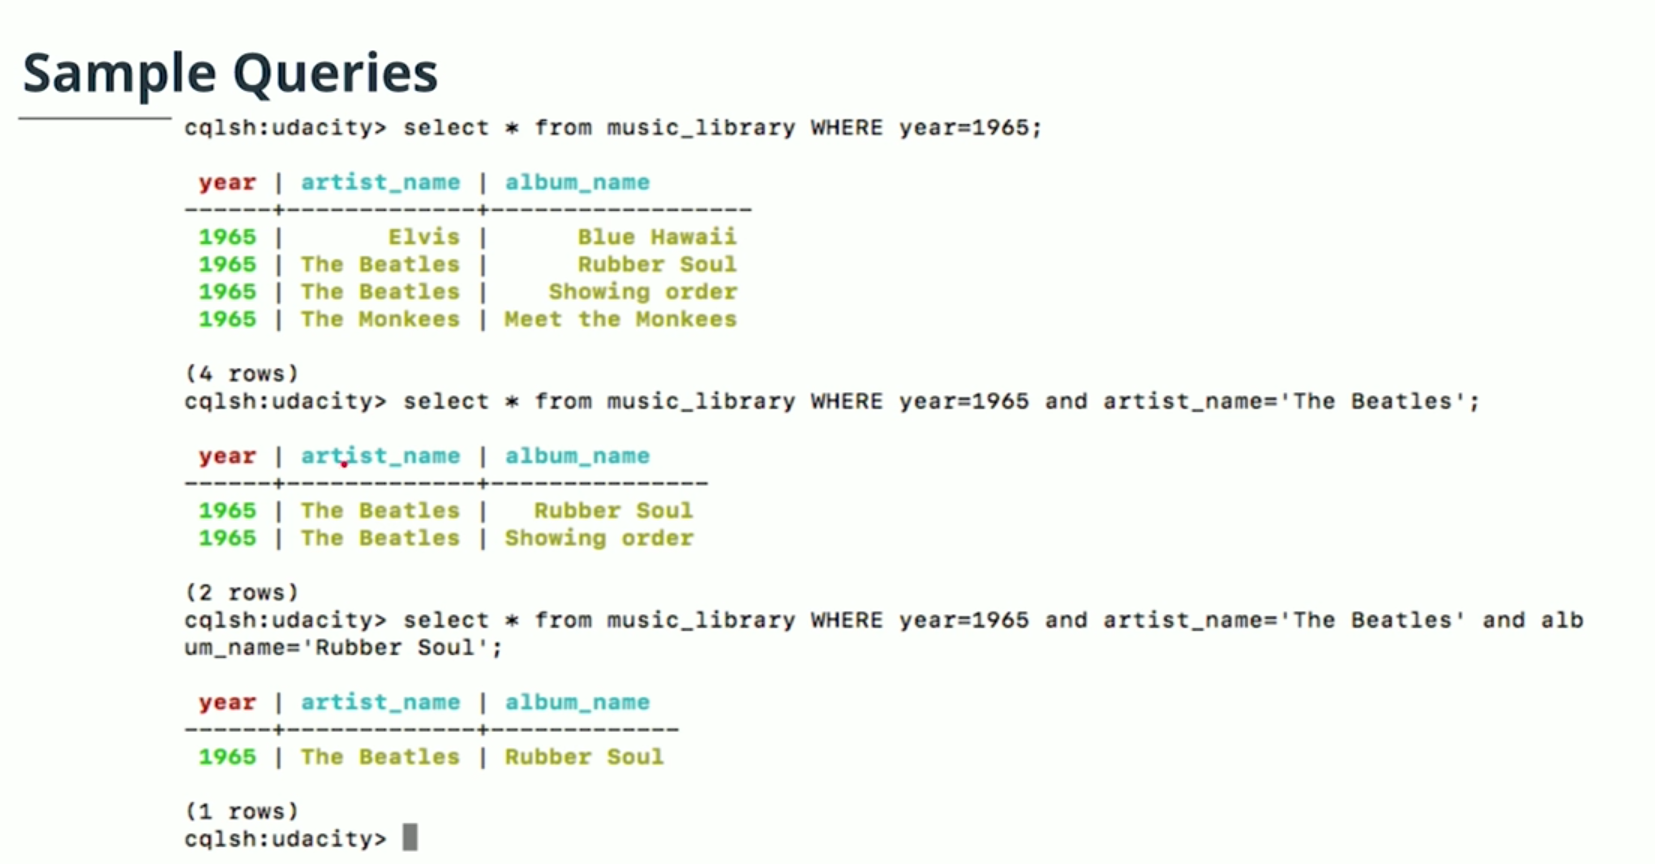 Sample Queries
cqlsh:udacity> select * from music_library WHERE year=1965;
year | artist_name | album_name
------+-------------+------------------
1965 | Elvis | Blue Hawaii
1965 | The Beatles | Rubber Soul
1965 | The Beatles | Showing order
1965 | The Monkees | Meet the Monkees
(4 rows)
cqlsh:udacity> select * from music_library WHERE year=1965 and artist_name='The Beatles';
year | artist_name | album_name
------+-------------+---------------
1965 | The Beatles | Rubber Soul
1965 | The Beatles | Showing order
(2 rows)
cqlsh:udacity> select * from music_library WHERE year=1965 and artist_name='The Beatles' and alb
um_name='Rubber Soul';
year | artist_name | album_name
------+-------------+-------------
1965 | The Beatles | Rubber Soul
(1 rows)
cqlsh:udacity>